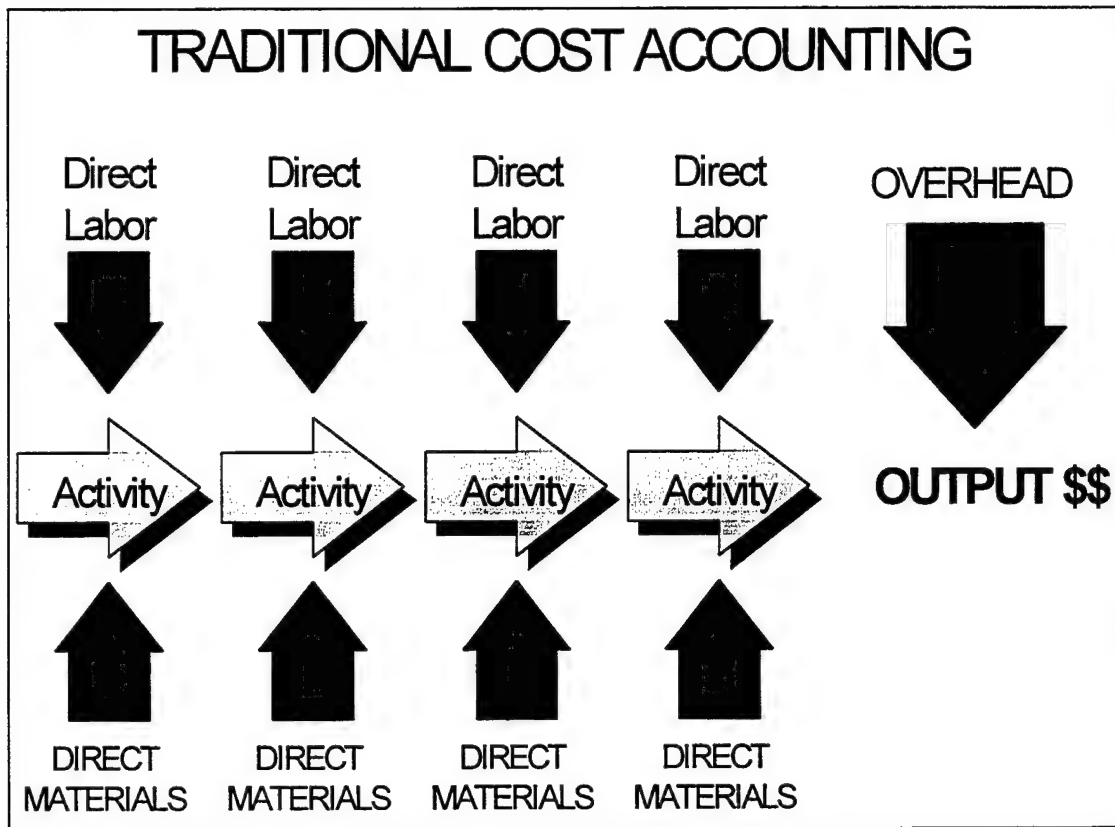 TRADITIONAL COST ACCOUNTING
Direct
Labor
Direct
Labor
Direct
Labor
Direct
Labor
OVERHEAD
Activity
Activity
Activity
Activity
OUTPUT $$
DIRECT
MATERIALS
DIRECT
MATERIALS
DIRECT
MATERIALS
DIRECT
MATERIALS